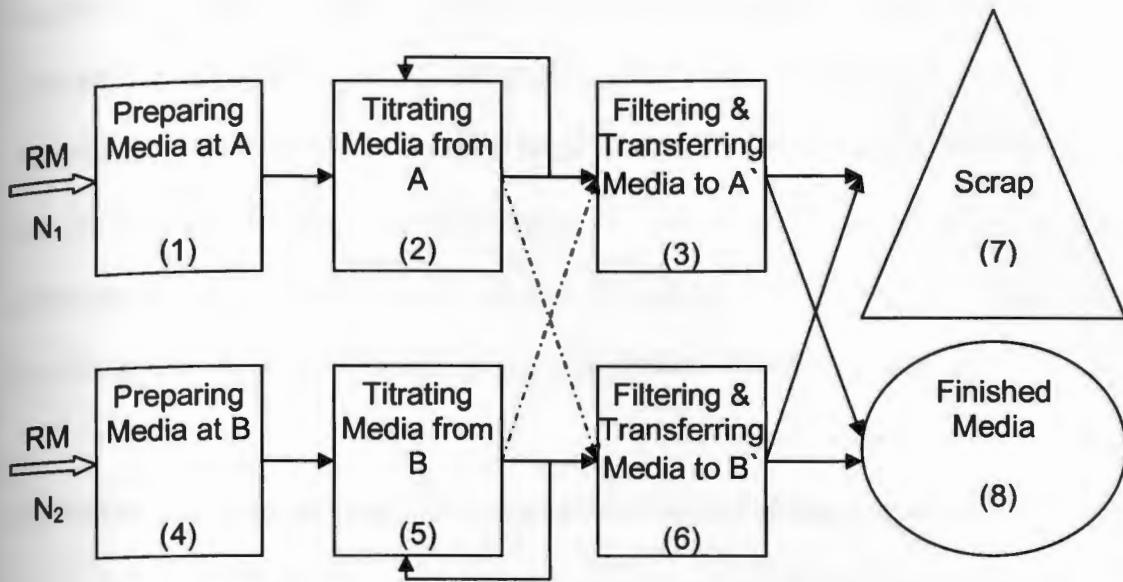 RM
N₁
Preparing
Media at A
(1)
Titrating
Media from
A
(2)
Filtering &
Transferring
Media to A`
(3)
Scrap
(7)
RM
N₂
Preparing
Media at B
(4)
Titrating
Media from
B
(5)
Filtering &
Transferring
Media to B`
(6)
Finished
Media
(8)